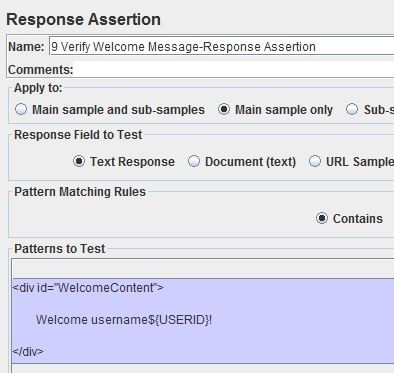 Response Assertion
Name: 9 Verify Welcome Message-Response Assertion
Comments:
Apply to:
Main sample and sub-samples Main sample only Sub-s
Response Field to Test
Text Response Document (text) URL Sample
Pattern Matching Rules
Contains
Patterns to Test
<div id="WelcomeContent">
Welcome username${USERID}!
</div>